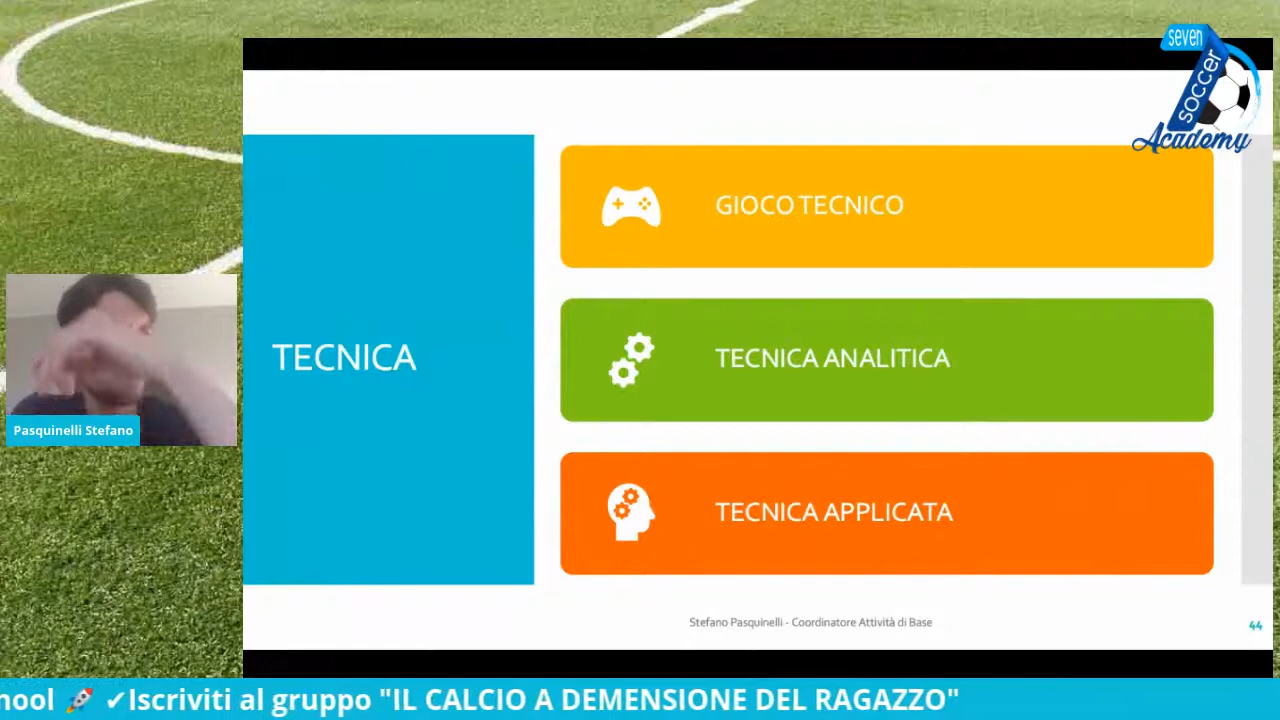 seven
SOCCER
Academy
GIOCO TECNICO
TECNICA
TECNICA ANALITICA
TECNICA APPLICATA
Pasquinelli Stefano
Stefano Pasquinelli - Coordinatore Attività di Base
44
hool 🚀 ✔Iscriviti al gruppo "IL CALCIO A DEMENSIONE DEL RAGAZZO"